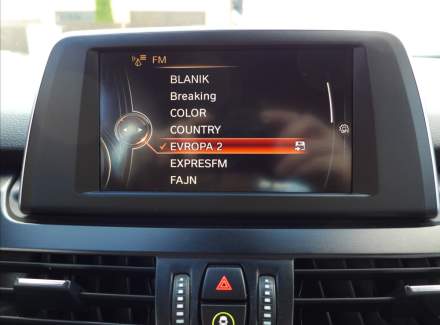 FM
BLANIK
Breaking
COLOR
COUNTRY
EVROPA 2
EXPRESFM
FAJN